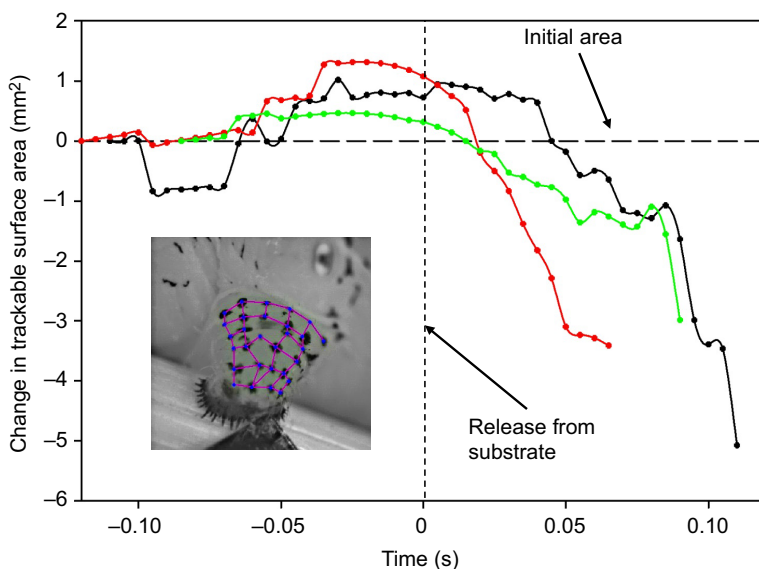 2
1
0
–1
–2
–3
–4
–5
–6
Change in trackable surface area (mm²)
Initial area
Release from
substrate
–0.10
–0.05
0
0.05
0.10
Time (s)